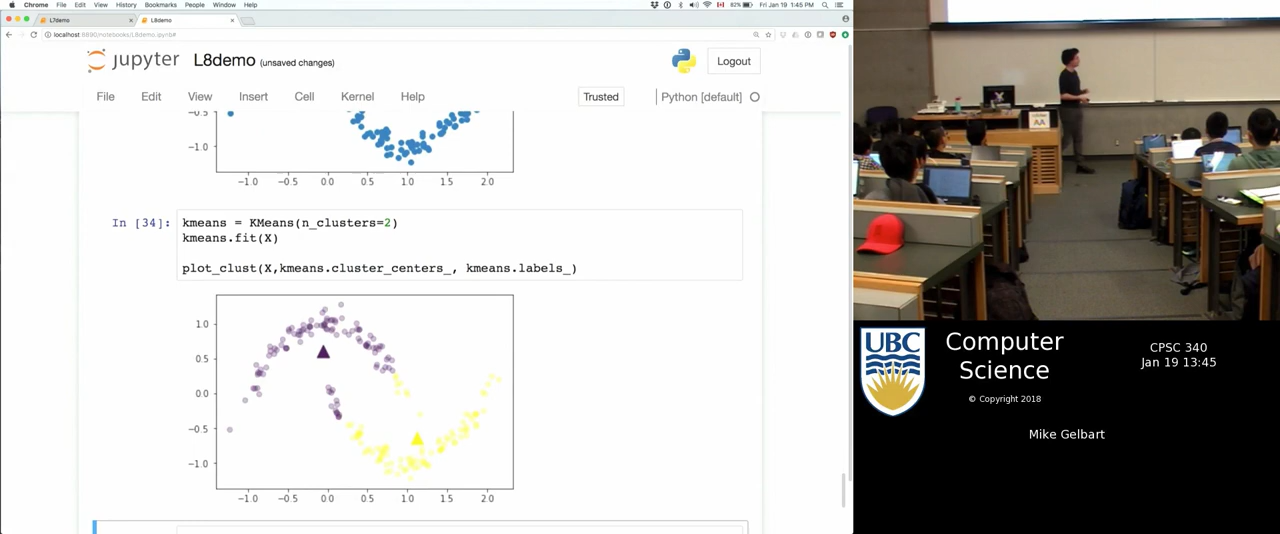 Chrome File Edit View History Bookmarks People Window Help
82% Fri Jan 19 1:45 PM
L7demo
L8demo
localhost:8890/notebooks/L8demo.ipynb#
jupyter L8demo (unsaved changes)
Logout
File Edit View Insert Cell Kernel Help
Trusted
Python [default]
−0.5
−1.0
−1.0 −0.5 0.0 0.5 1.0 1.5 2.0
In [34]: kmeans = KMeans(n_clusters=2)
kmeans.fit(X)
plot_clust(X,kmeans.cluster_centers_, kmeans.labels_)
1.0
0.5
0.0
−0.5
−1.0
−1.0 −0.5 0.0 0.5 1.0 1.5 2.0
UBC
Computer
Science
© Copyright 2018
CPSC 340
Jan 19 13:45
Mike Gelbart